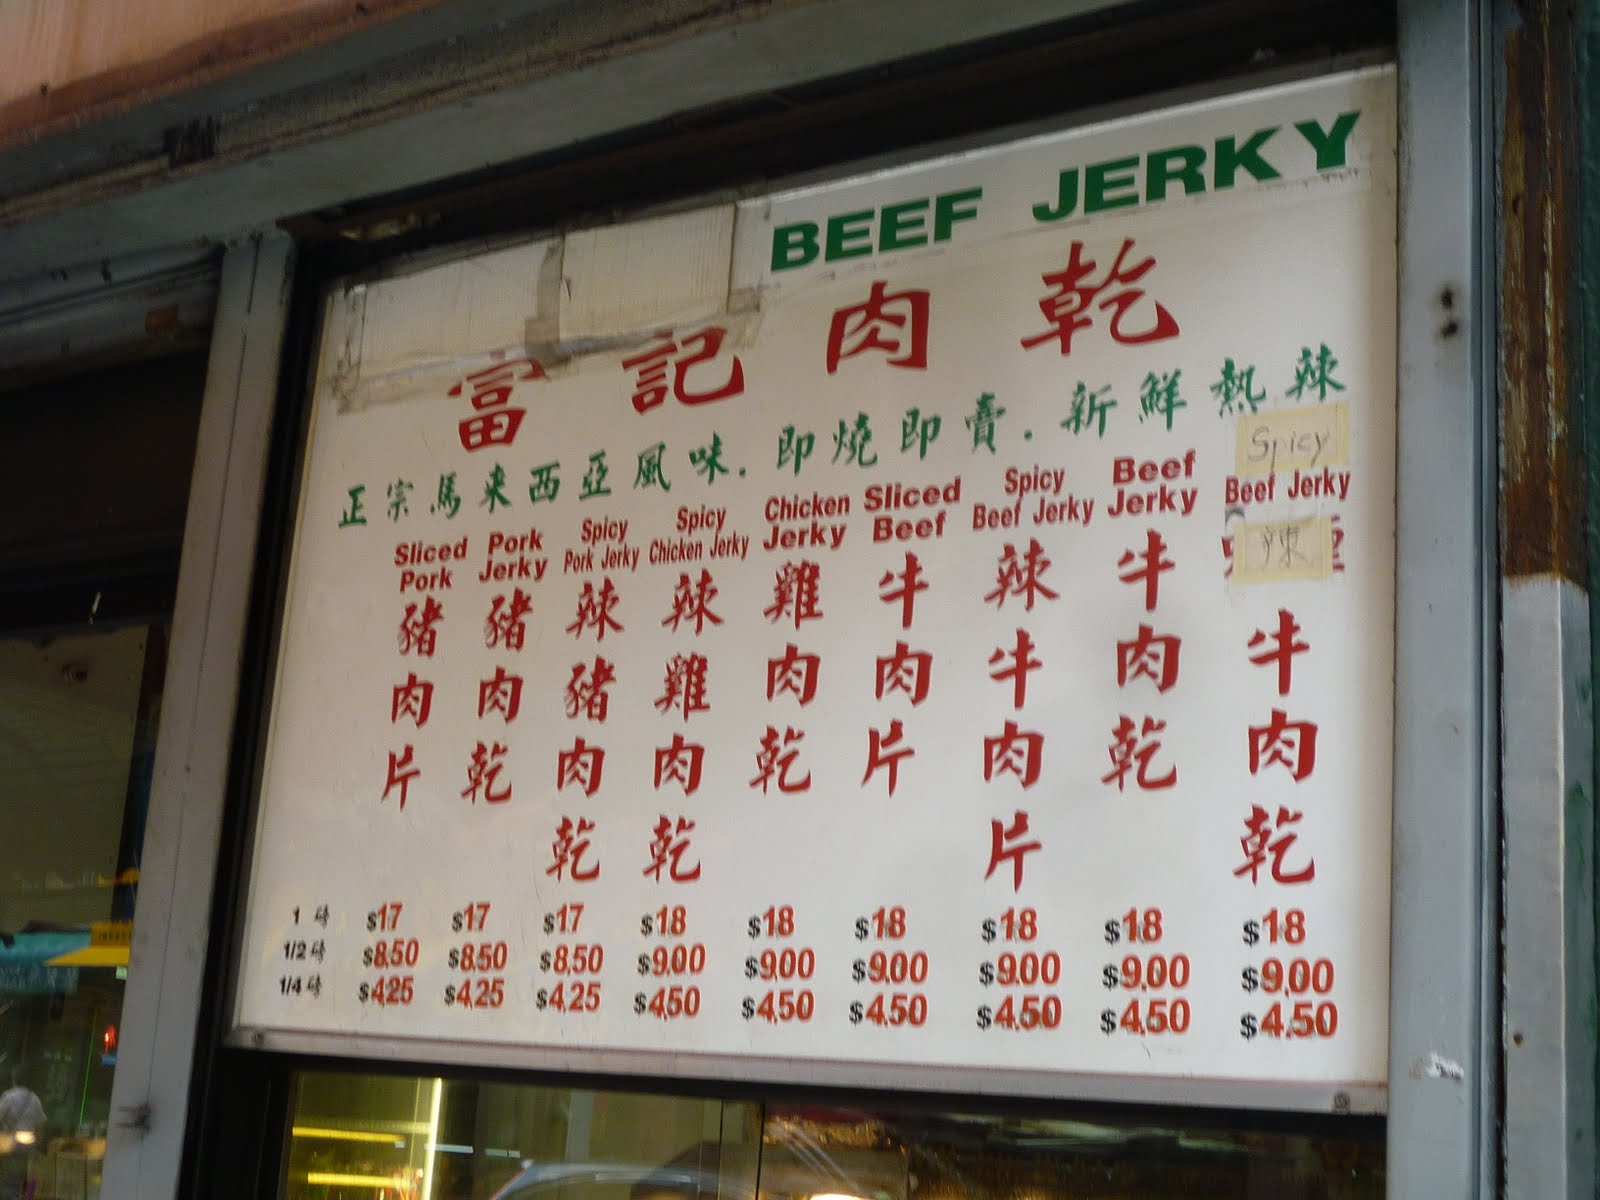 BEEF JERKY
富記肉乾
正宗馬来西亞風味.即燒即賣.新鮮熱辣
Sliced Pork
豬肉片
Pork Jerky
豬肉乾
Spicy Pork Jerky
辣豬肉乾
Spicy Chicken Jerky
辣雞肉乾
Chicken Jerky
雞肉乾
Sliced Beef
牛肉片
Spicy Beef Jerky
辣牛肉片
Beef Jerky
牛肉乾
Spicy
Beef Jerky
辣
牛肉乾
1磅 $17 $17 $17 $18 $18 $18 $18 $18 $18
1/2磅 $8.50 $8.50 $8.50 $9.00 $9.00 $9.00 $9.00 $9.00 $9.00
1/4磅 $4.25 $4.25 $4.25 $4.50 $4.50 $4.50 $4.50 $4.50 $4.50